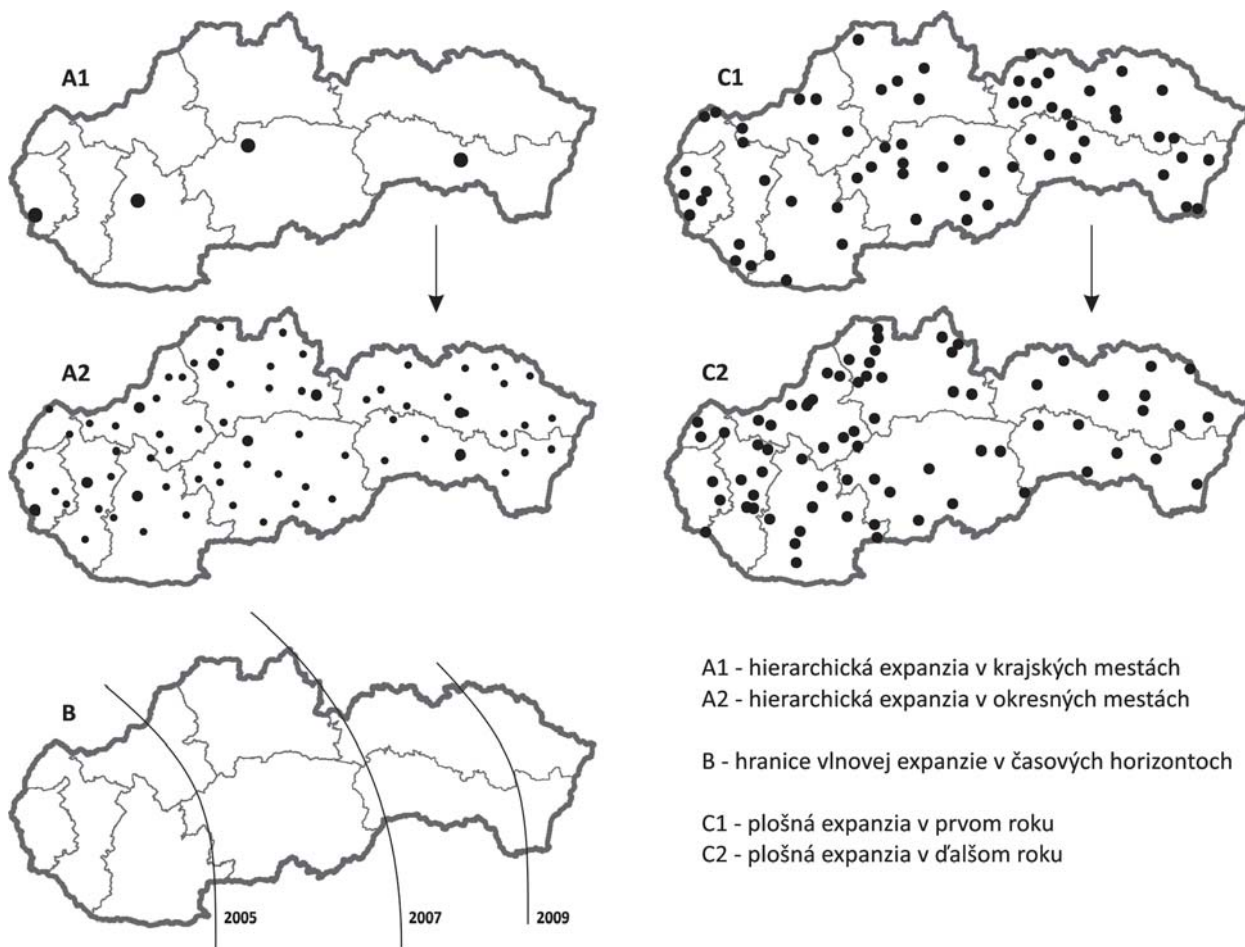 A1
C1
A2
C2
B
2005
2007
2009
A1 - hierarchická expanzia v krajských mestách
A2 - hierarchická expanzia v okresných mestách
B - hranice vlnovej expanzie v časových horizontoch
C1 - plošná expanzia v prvom roku
C2 - plošná expanzia v ďalšom roku